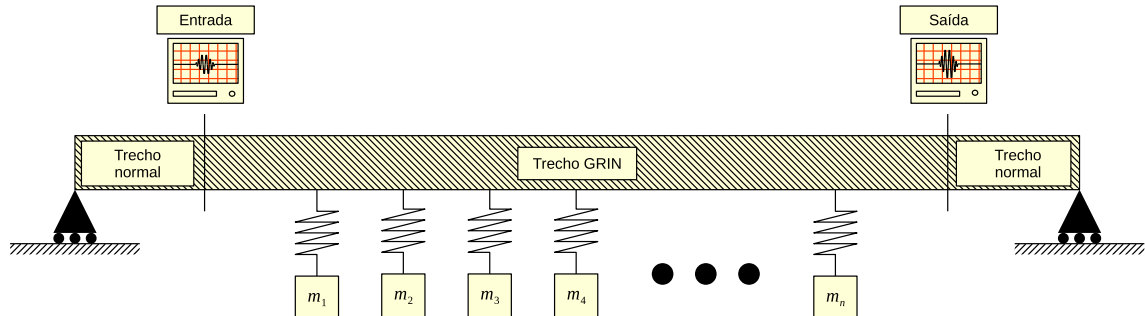 Entrada
Saída
Trecho
normal
Trecho GRIN
Trecho
normal
m₁
m₂
m₃
m₄
mₙ